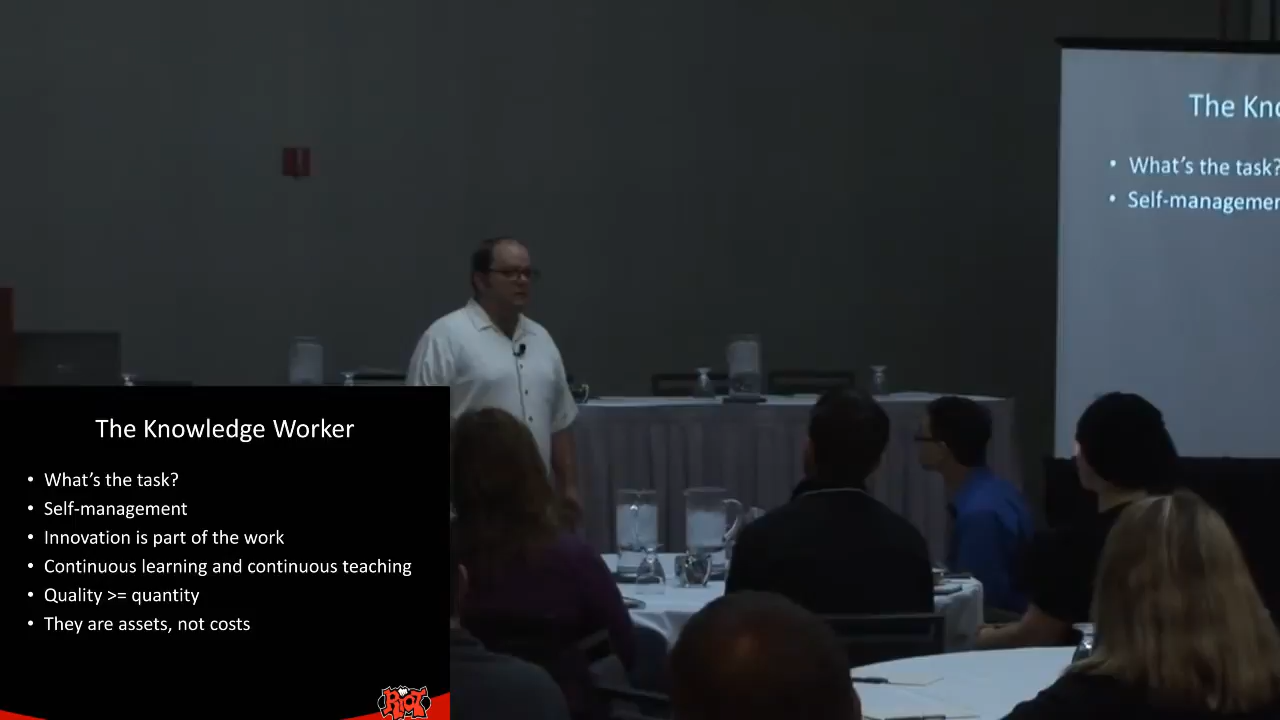 The Kno
• What's the task?
• Self-managemen
The Knowledge Worker
• What's the task?
• Self-management
• Innovation is part of the work
• Continuous learning and continuous teaching
• Quality >= quantity
• They are assets, not costs
RIOT